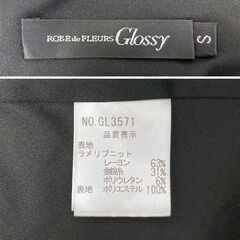 ROBE de FLEURS Glossy
S
NO.GL3571
品質表示
表地
ラメリブニット
レーヨン 63%
金銀糸 31%
ポリウレタン 6%
裏地 ポリエステル 100%